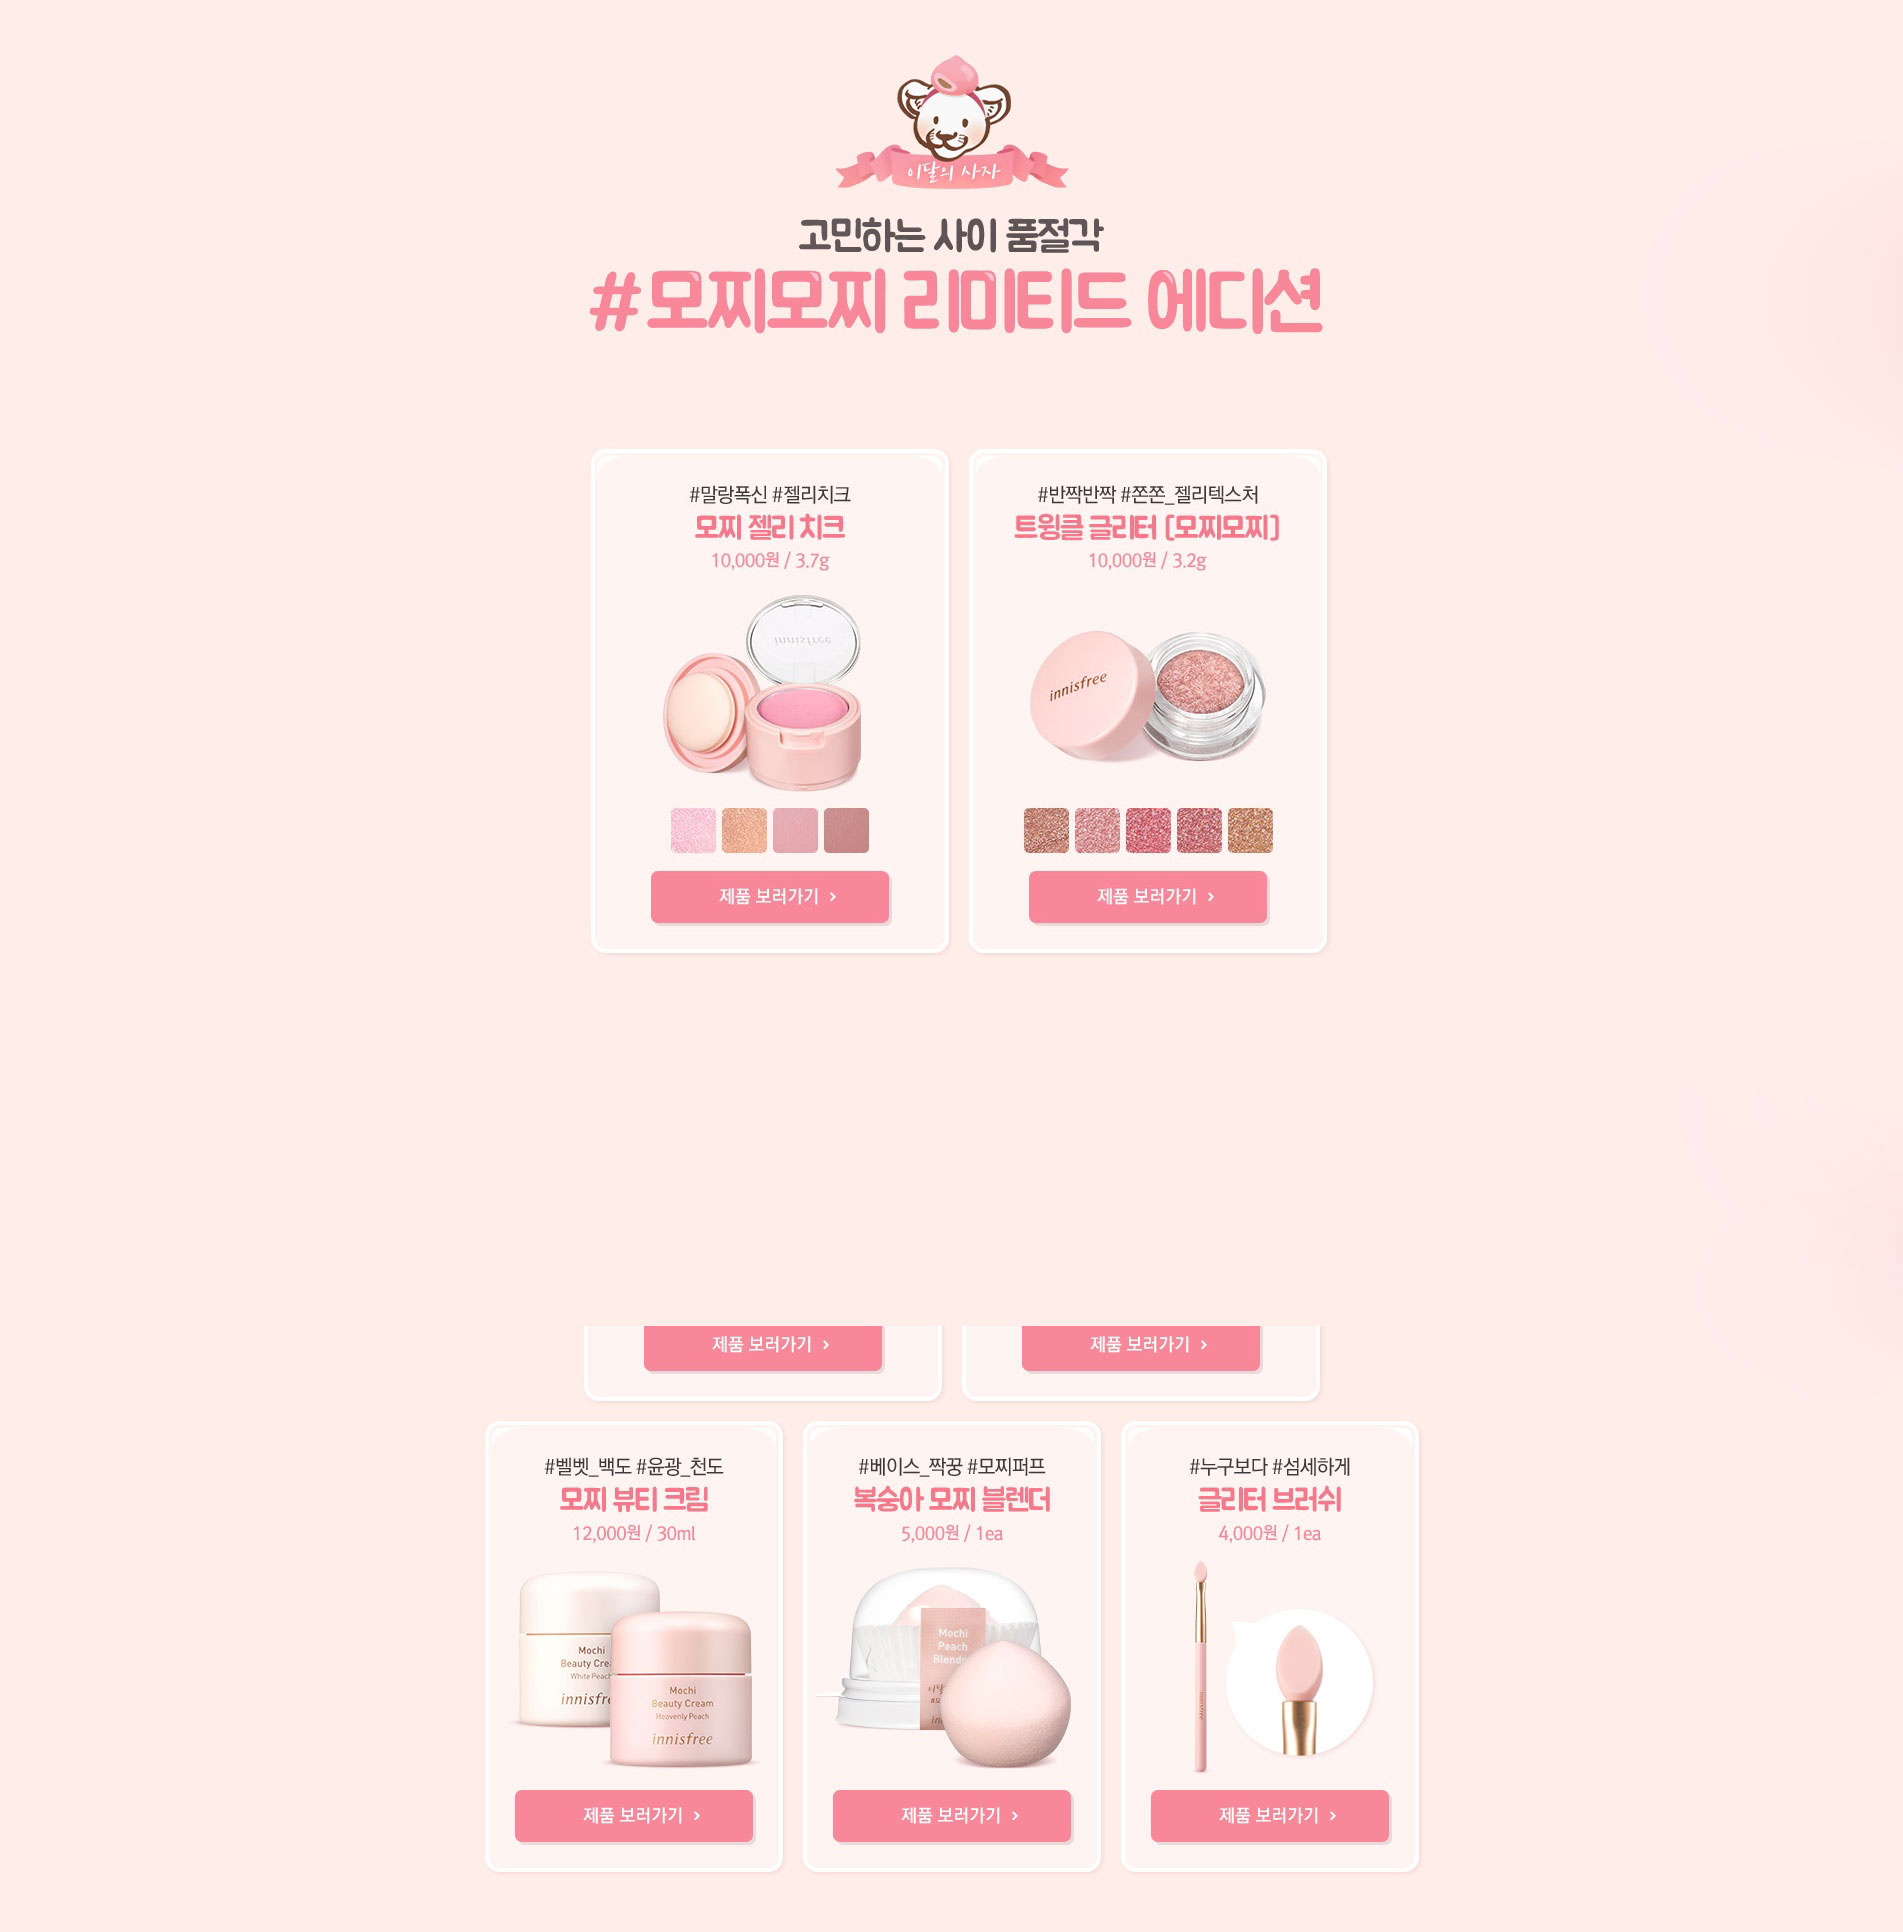 이달의 사자
고민하는 사이 품절각
#모찌모찌 리미티드 에디션
#말랑폭신 #젤리치크
모찌 젤리 치크
10,000원 / 3.7g
innisfree
제품 보러가기 >
#반짝반짝 #쫀쫀_젤리텍스처
트윙클 글리터 [모찌모찌]
10,000원 / 3.2g
innisfree
제품 보러가기 >
제품 보러가기 >
제품 보러가기 >
#벨벳_백도 #윤광_천도
모찌 뷰티 크림
12,000원 / 30ml
Mochi
Beauty Cre
White Peach
innisfre
Mochi
Beauty Cream
Heavenly Peach
innisfree
제품 보러가기 >
#베이스_짝꿍 #모찌퍼프
복숭아 모찌 블렌더
5,000원 / 1ea
Mochi
Peach
Blende
제품 보러가기 >
#누구보다 #섬세하게
글리터 브러쉬
4,000원 / 1ea
innisfree
제품 보러가기 >